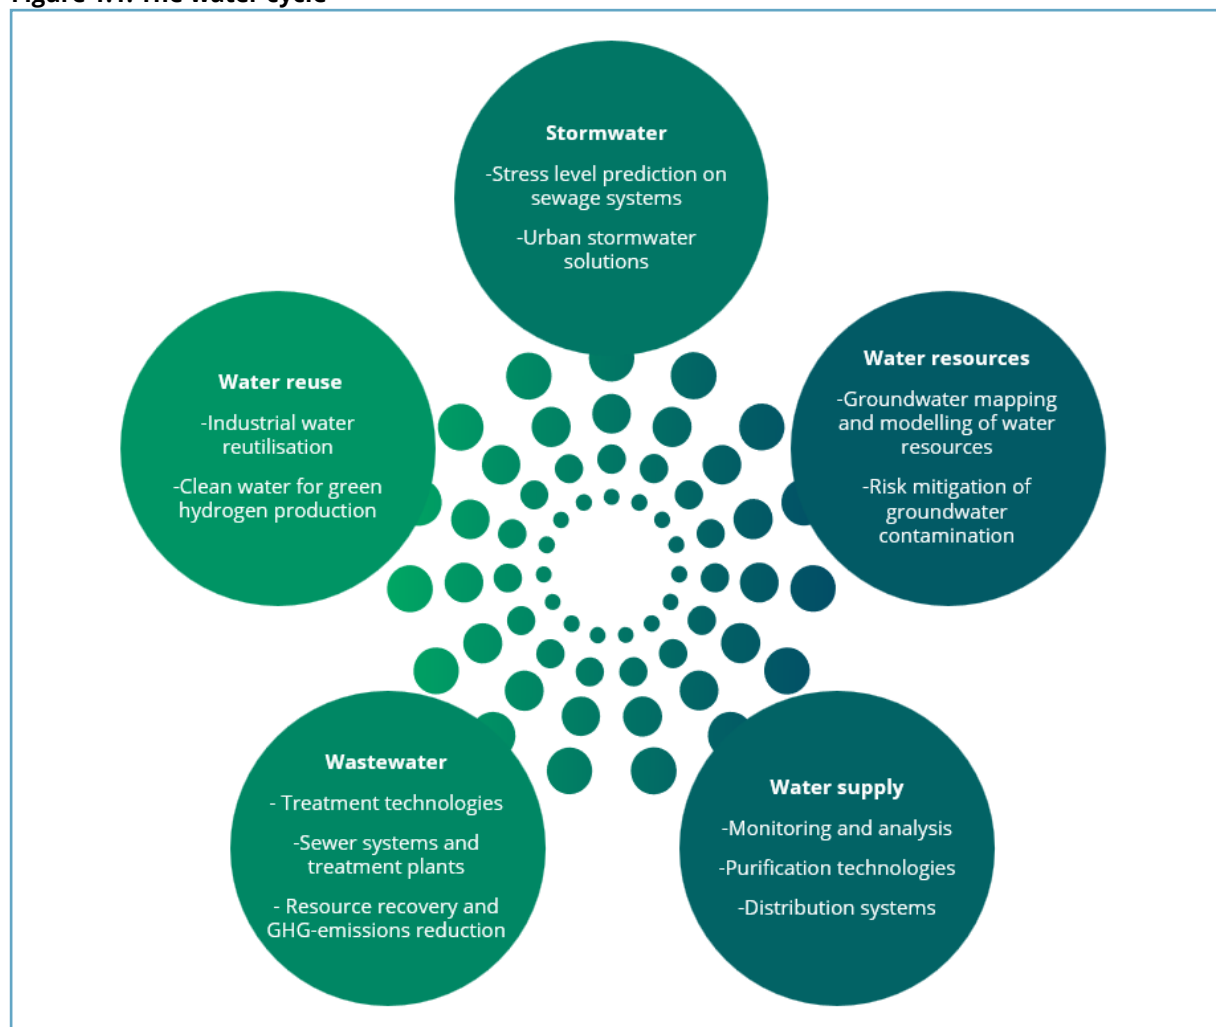 Figure 1.1. The water cycle
Stormwater
-Stress level prediction on
sewage systems
-Urban stormwater
solutions
Water resources
-Groundwater mapping
and modelling of water
resources
-Risk mitigation of
groundwater
contamination
Water supply
-Monitoring and analysis
-Purification technologies
-Distribution systems
Wastewater
- Treatment technologies
-Sewer systems and
treatment plants
- Resource recovery and
GHG-emissions reduction
Water reuse
-Industrial water
reutilisation
-Clean water for green
hydrogen production